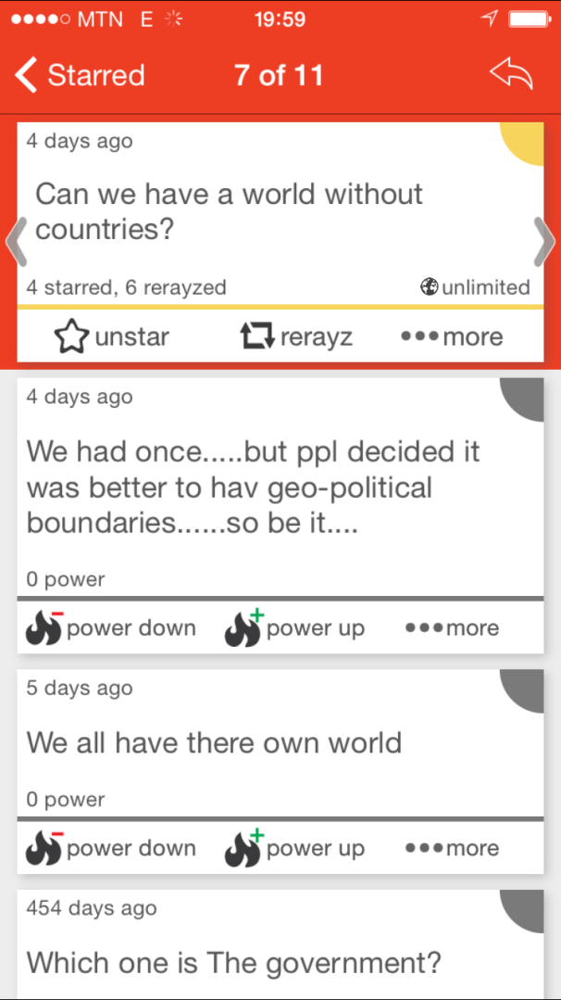 MTN E 19:59
Starred 7 of 11
4 days ago
Can we have a world without
countries?
4 starred, 6 rerayzed unlimited
unstar rerayz •••more
4 days ago
We had once.....but ppl decided it
was better to hav geo-political
boundaries......so be it....
0 power
power down power up •••more
5 days ago
We all have there own world
0 power
power down power up •••more
454 days ago
Which one is The government?